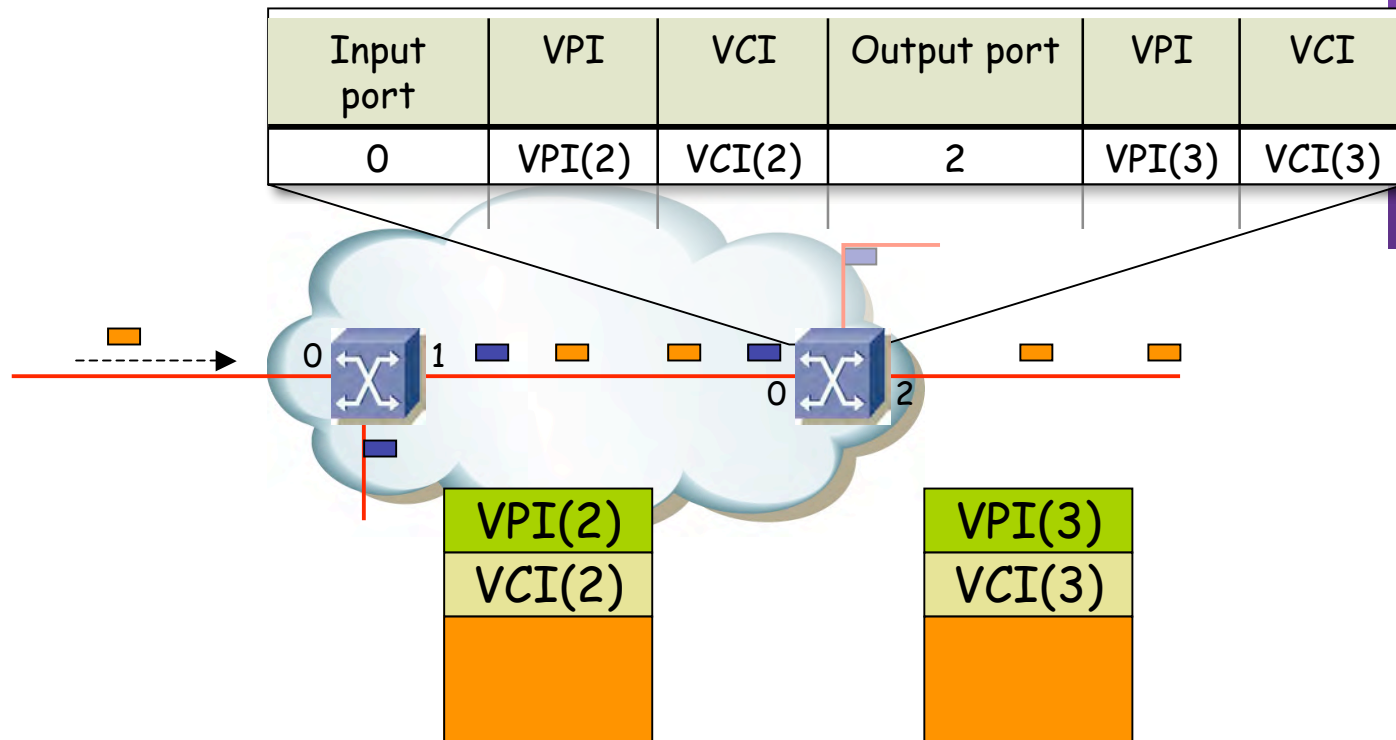 Input port VPI VCI Output port VPI VCI
0 VPI(2) VCI(2) 2 VPI(3) VCI(3)
0 1 0 2
VPI(2) VPI(3)
VCI(2) VCI(3)